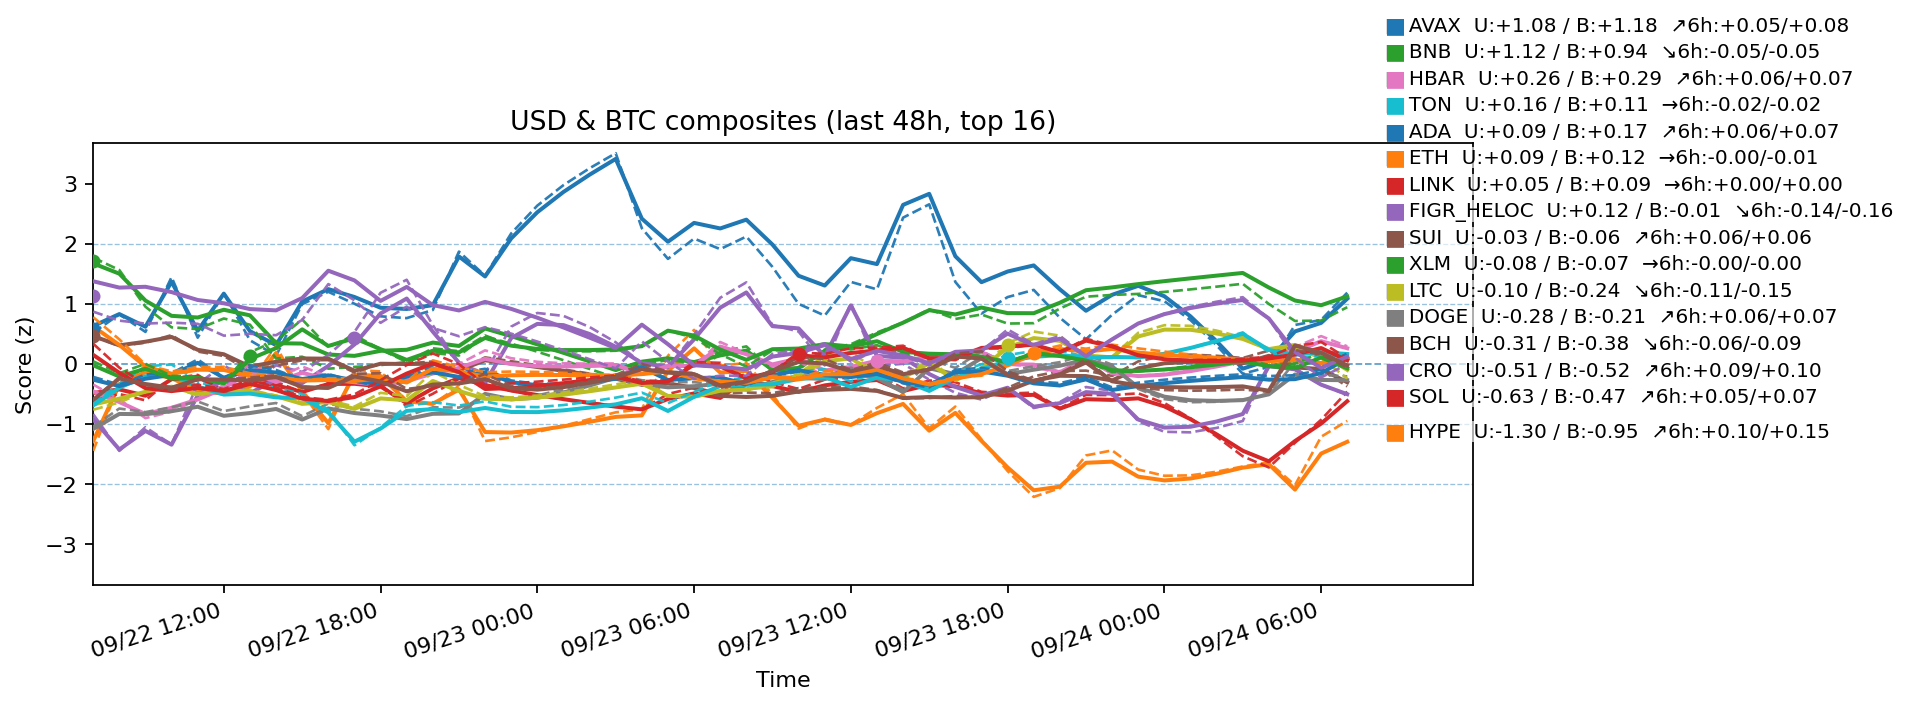 AVAX  U:+1.08 / B:+1.18  ↗6h:+0.05/+0.08
BNB  U:+1.12 / B:+0.94  ↘6h:-0.05/-0.05
HBAR  U:+0.26 / B:+0.29  ↗6h:+0.06/+0.07
TON  U:+0.16 / B:+0.11  →6h:-0.02/-0.02
ADA  U:+0.09 / B:+0.17  ↗6h:+0.06/+0.07
ETH  U:+0.09 / B:+0.12  →6h:-0.00/-0.01
LINK  U:+0.05 / B:+0.09  →6h:+0.00/+0.00
FIGR_HELOC  U:+0.12 / B:-0.01  ↘6h:-0.14/-0.16
SUI  U:-0.03 / B:-0.06  ↗6h:+0.06/+0.06
XLM  U:-0.08 / B:-0.07  →6h:-0.00/-0.00
LTC  U:-0.10 / B:-0.24  ↘6h:-0.11/-0.15
DOGE  U:-0.28 / B:-0.21  ↗6h:+0.06/+0.07
BCH  U:-0.31 / B:-0.38  ↘6h:-0.06/-0.09
CRO  U:-0.51 / B:-0.52  ↗6h:+0.09/+0.10
SOL  U:-0.63 / B:-0.47  ↗6h:+0.05/+0.07
HYPE  U:-1.30 / B:-0.95  ↗6h:+0.10/+0.15
USD & BTC composites (last 48h, top 16)
Score (z)
3
2
1
0
−1
−2
−3
09/22 12:00
09/22 18:00
09/23 00:00
09/23 06:00
09/23 12:00
09/23 18:00
09/24 00:00
09/24 06:00
Time